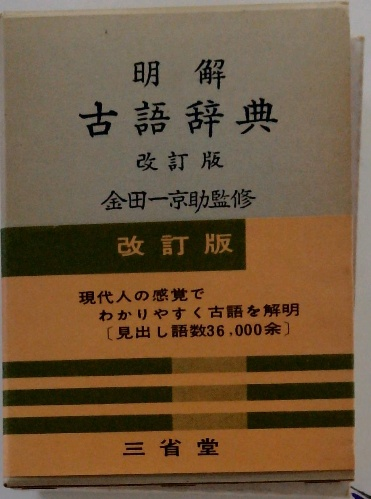 明解
古語辞典
改訂版
金田一京助監修
改訂版
現代人の感覚で
わかりやすく古語を解明
〔見出し語数36,000余〕
三省堂